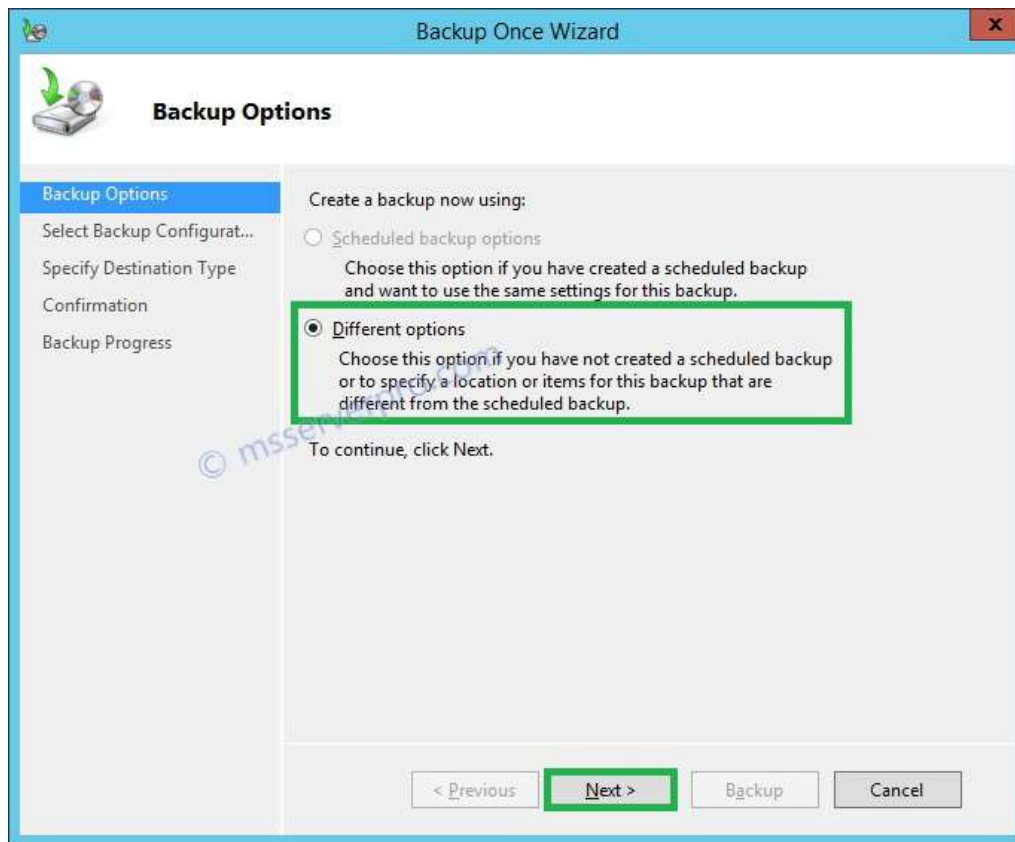 Backup Once Wizard
x
Backup Options
Backup Options
Select Backup Configurat...
Specify Destination Type
Confirmation
Backup Progress
Create a backup now using:
Scheduled backup options
Choose this option if you have created a scheduled backup
and want to use the same settings for this backup.
Different options
Choose this option if you have not created a scheduled backup
or to specify a location or items for this backup that are
different from the scheduled backup.
To continue, click Next.
© msserverpro.com
< Previous
Next >
Backup
Cancel